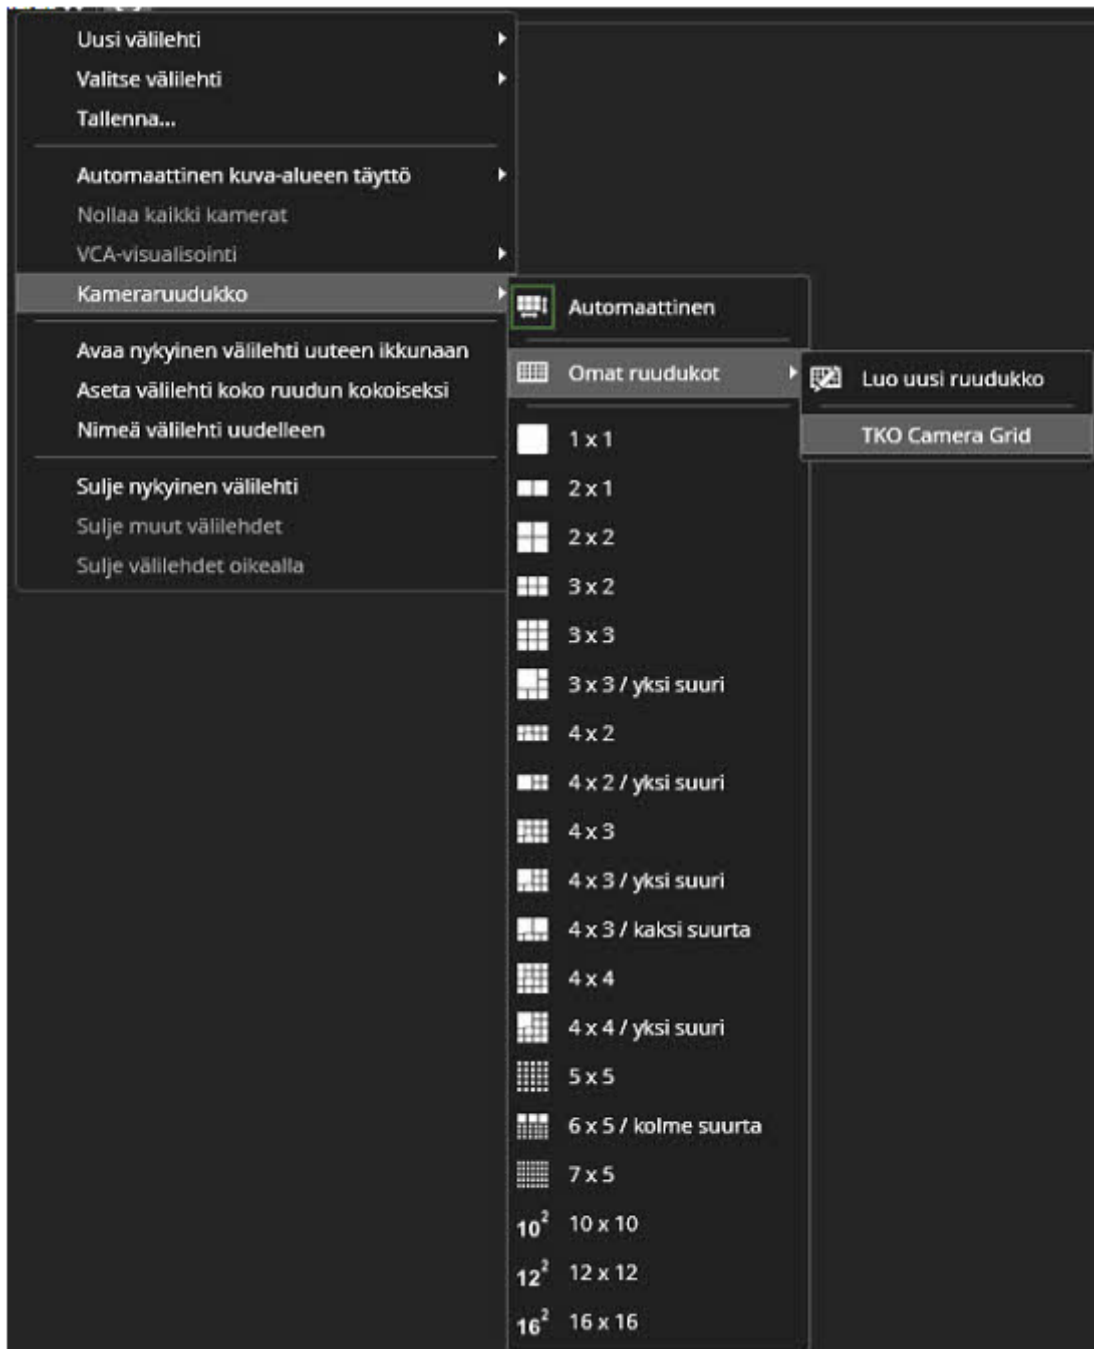 Uusi välilehti
Valitse välilehti
Tallenna...
Automaattinen kuva-alueen täyttö
Nollaa kaikki kamerat
VCA-visualisointi
Kameraruudukko
Avaa nykyinen välilehti uuteen ikkunaan
Aseta välilehti koko ruudun kokoiseksi
Nimeä välilehti uudelleen
Sulje nykyinen välilehti
Sulje muut välilehdet
Sulje välilehdet oikealla
Automaattinen
Omat ruudukot
1 x 1
2 x 1
2 x 2
3 x 2
3 x 3
3 x 3 / yksi suuri
4 x 2
4 x 2 / yksi suuri
4 x 3
4 x 3 / yksi suuri
4 x 3 / kaksi suurta
4 x 4
4 x 4 / yksi suuri
5 x 5
6 x 5 / kolme suurta
7 x 5
10² 10 x 10
12² 12 x 12
16² 16 x 16
Luo uusi ruudukko
TKO Camera Grid